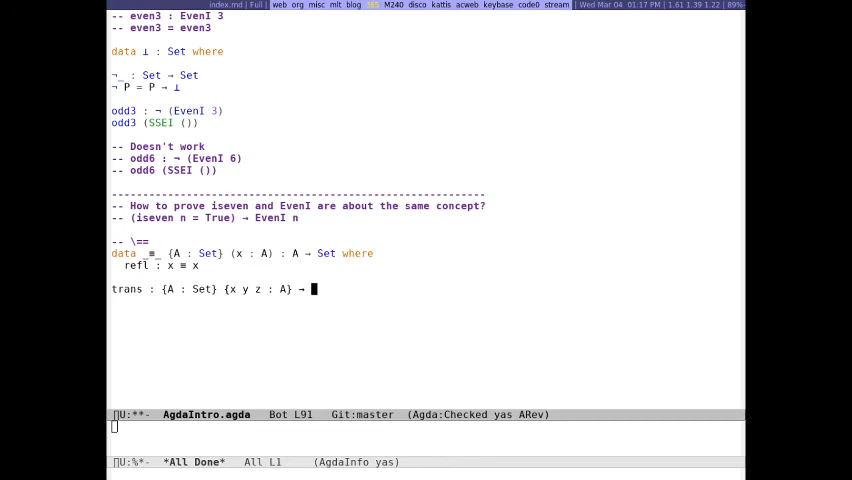 index.md | Full | web org misc mlt blog 365 M240 disco kattis acweb keybase code0 stream | Wed Mar 04 01:17 PM | 1.61 1.39 1.22 | 89%-
-- even3 : EvenI 3
-- even3 = even3
data ⊥ : Set where
¬_ : Set → Set
¬ P = P → ⊥
odd3 : ¬ (EvenI 3)
odd3 (SSEI ())
-- Doesn't work
-- odd6 : ¬ (EvenI 6)
-- odd6 (SSEI ())
--------------------------------------------------------------
-- How to prove iseven and EvenI are about the same concept?
-- (iseven n = True) → EvenI n
-- \==
data _≡_ {A : Set} (x : A) : A → Set where
refl : x ≡ x
trans : {A : Set} {x y z : A} →
U:**- AgdaIntro.agda Bot L91 Git:master (Agda:Checked yas ARev)
U:%*- *All Done* All L1 (AgdaInfo yas)